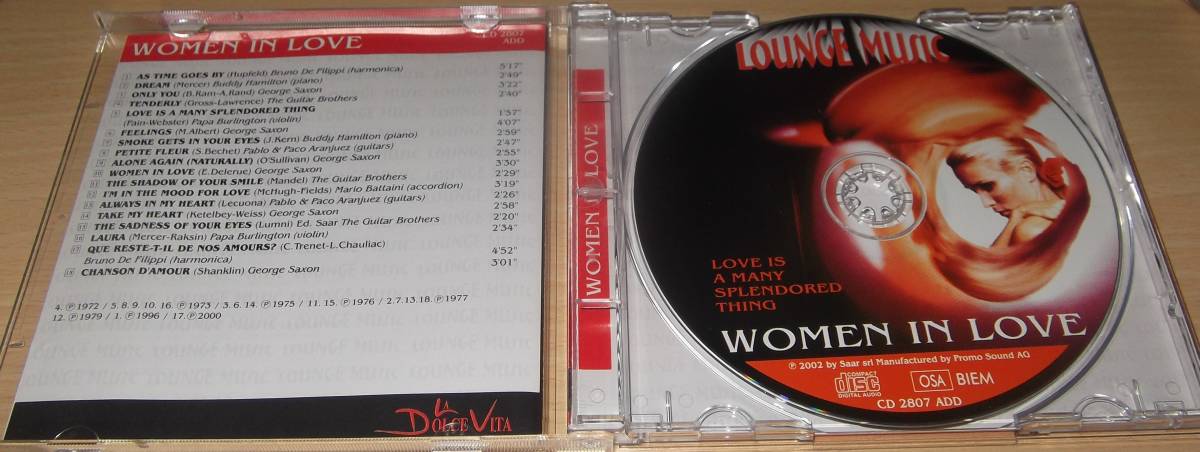 WOMEN IN LOVE
CD 2807
ADD
1 AS TIME GOES BY (Hupfeld) Bruno De Filippi (harmonica) 5'17"
2 DREAM (Mercer) Buddy Hamilton (piano) 2'49"
3 ONLY YOU (B.Ram-A.Rand) George Saxon 3'22"
4 TENDERLY (Gross-Lawrence) The Guitar Brothers 2'40"
5 LOVE IS A MANY SPLENDORED THING
(Fain-Webster) Papa Burlington (violin) 1'57"
6 FEELINGS (M.Albert) George Saxon 4'07"
7 SMOKE GETS IN YOUR EYES (J.Kern) Buddy Hamilton (piano) 2'59"
8 PETITE FLEUR (S.Bechet) Pablo & Paco Aranjuez (guitars) 2'47"
9 ALONE AGAIN (NATURALLY) (O'Sullivan) George Saxon 2'55"
10 WOMEN IN LOVE (E.Delerue) George Saxon 3'30"
11 THE SHADOW OF YOUR SMILE (Mandel) The Guitar Brothers 2'29"
12 I'M IN THE MOOD FOR LOVE (McHugh-Fields) Mario Battaini (accordion) 3'19"
13 ALWAYS IN MY HEART (Lecuona) Pablo & Paco Aranjuez (guitars) 2'26"
14 TAKE MY HEART (Ketelbey-Weiss) George Saxon 2'58"
15 THE SADNESS OF YOUR EYES (Lumni) Ed. Saar The Guitar Brothers 2'20"
16 LAURA (Mercer-Raksin) Papa Burlington (violin) 2'34"
17 QUE RESTE-T-IL DE NOS AMOURS? (C.Trenet-L.Chauliac)
Bruno De Filippi (harmonica) 4'52"
18 CHANSON D'AMOUR (Shanklin) George Saxon 3'01"
4. ℗1972 / 5.8.9.10.16. ℗1973 / 3.6.14. ℗1975 / 11.15. ℗1976 / 2.7.13.18. ℗1977
12. ℗1979 / 1. ℗1996 / 17. ℗2000
LOUNGE MUSIC LOUNGE MUSIC LOUNGE MUSIC
LA
DOLCE VITA
WOMEN IN LOVE
LOUNGE MUSIC
LOVE IS
A MANY
SPLENDORED
THING
WOMEN IN LOVE
℗ 2002 by Saar srl Manufactured by Promo Sound AG
COMPACT
disc
DIGITAL AUDIO
OSA BIEM
CD 2807 ADD